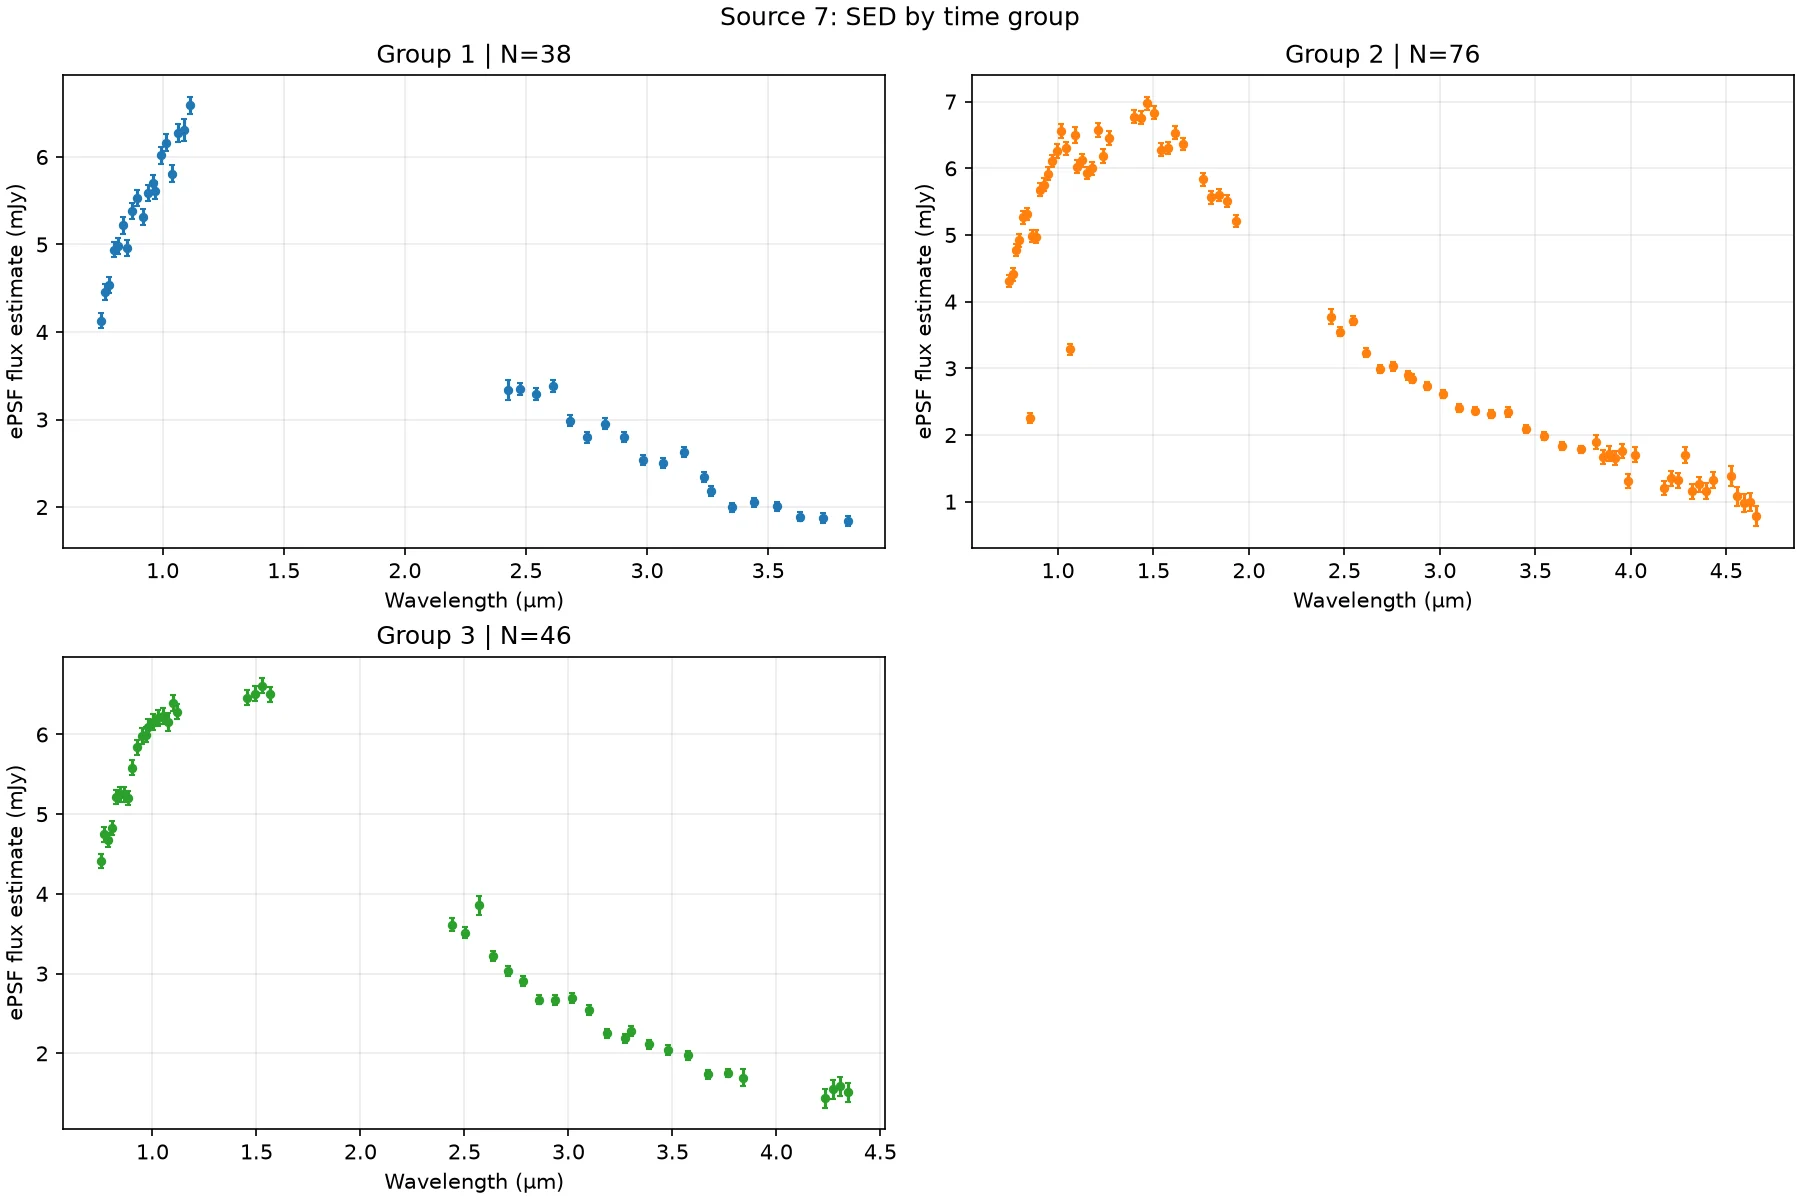 Source 7: SED by time group
Group 1 | N=38
ePSF flux estimate (mJy)
6
5
4
3
2
1.0 1.5 2.0 2.5 3.0 3.5
Wavelength (µm)
Group 2 | N=76
ePSF flux estimate (mJy)
7
6
5
4
3
2
1
1.0 1.5 2.0 2.5 3.0 3.5 4.0 4.5
Wavelength (µm)
Group 3 | N=46
ePSF flux estimate (mJy)
6
5
4
3
2
1.0 1.5 2.0 2.5 3.0 3.5 4.0 4.5
Wavelength (µm)